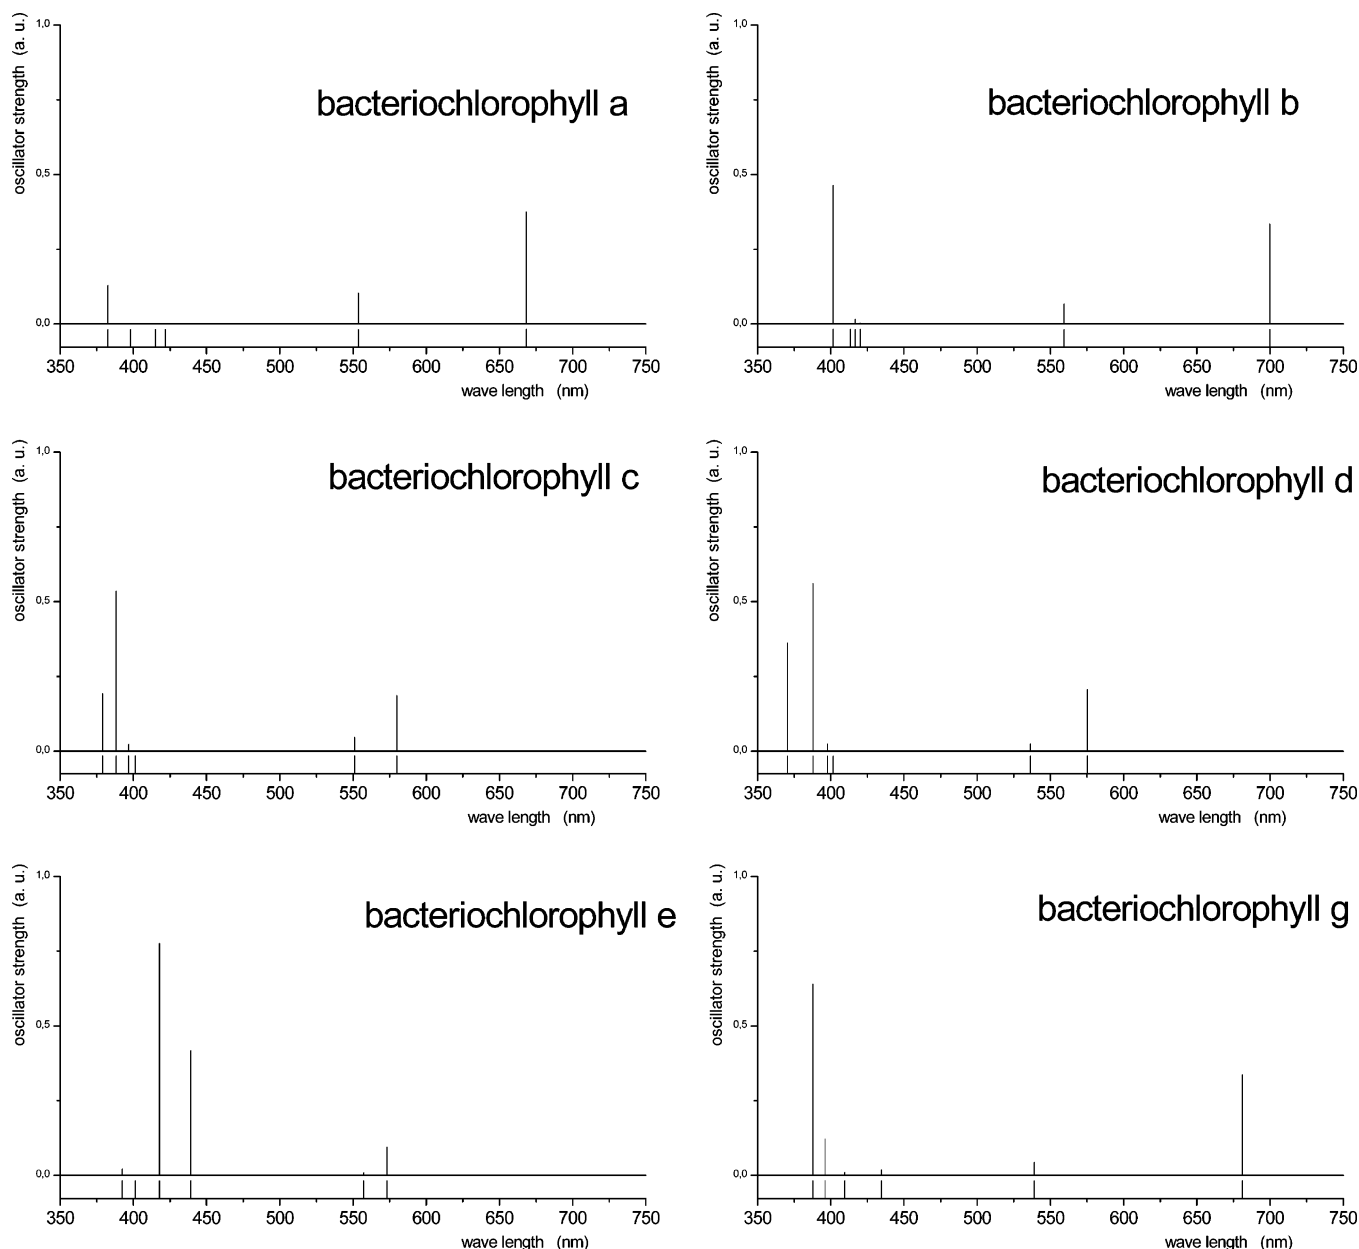 1,0
oscillator strength (a. u.)
bacteriochlorophyll a
0,5
0,0
350 400 450 500 550 600 650 700 750
wave length (nm)
1,0
oscillator strength (a. u.)
bacteriochlorophyll b
0,5
0,0
350 400 450 500 550 600 650 700 750
wave length (nm)
1,0
oscillator strength (a. u.)
bacteriochlorophyll c
0,5
0,0
350 400 450 500 550 600 650 700 750
wave length (nm)
1,0
oscillator strength (a. u.)
bacteriochlorophyll d
0,5
0,0
350 400 450 500 550 600 650 700 750
wave length (nm)
1,0
oscillator strength (a. u.)
bacteriochlorophyll e
0,5
0,0
350 400 450 500 550 600 650 700 750
wave length (nm)
1,0
oscillator strength (a. u.)
bacteriochlorophyll g
0,5
0,0
350 400 450 500 550 600 650 700 750
wave length (nm)